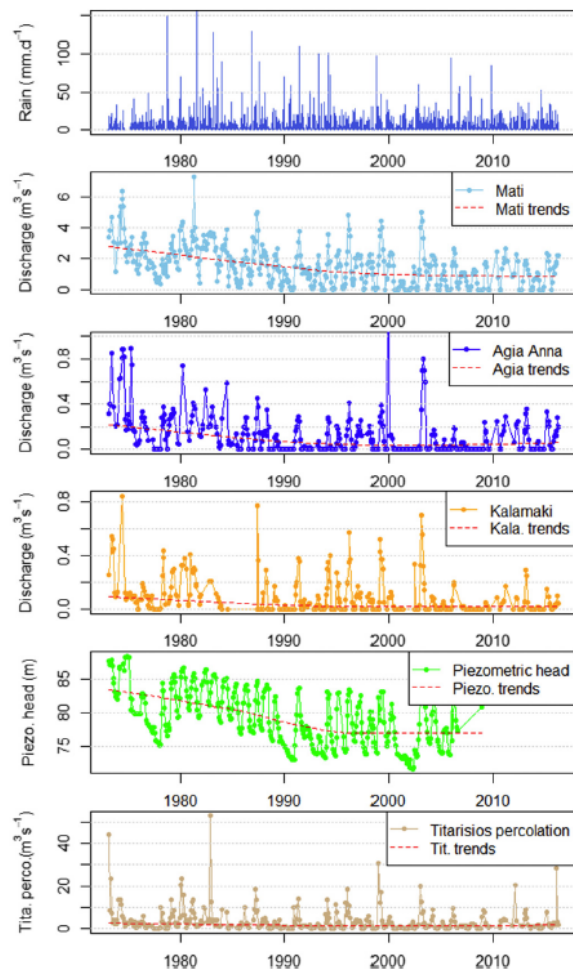 Rain (mm.d⁻¹)
150
100
50
0
1980 1990 2000 2010
Discharge (m³s⁻¹)
6
4
2
0
Mati
Mati trends
1980 1990 2000 2010
Discharge (m³s⁻¹)
0.8
0.4
0.0
Agia Anna
Agia trends
1980 1990 2000 2010
Discharge (m³s⁻¹)
0.8
0.4
0.0
Kalamaki
Kala. trends
1980 1990 2000 2010
Piezo. head (m)
85
80
75
Piezometric head
Piezo. trends
1980 1990 2000 2010
Tita. perco.(m³s⁻¹)
40
20
0
Titarisios percolation
Tit. trends
1980 1990 2000 2010